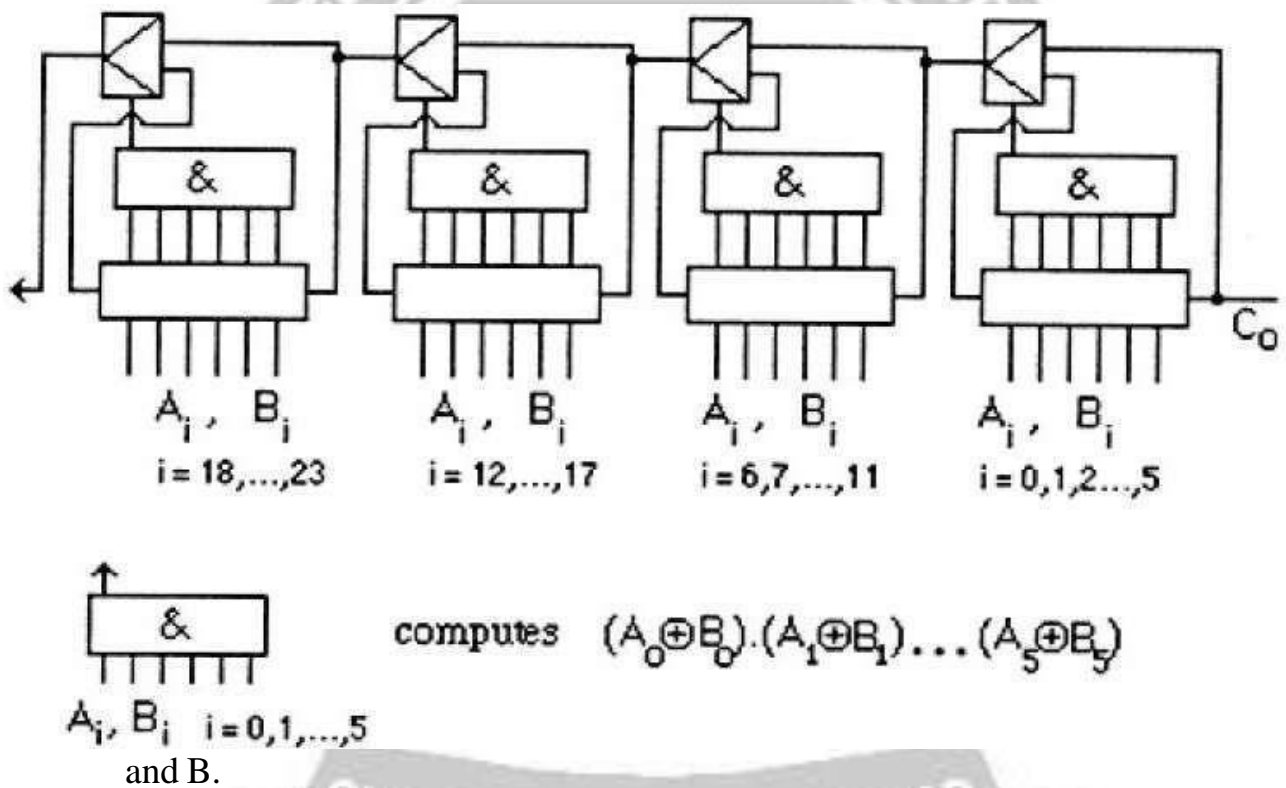 & & & &
C₀
Aᵢ, Bᵢ Aᵢ, Bᵢ Aᵢ, Bᵢ Aᵢ, Bᵢ
i = 18,...,23 i = 12,...,17 i = 6,7,...,11 i = 0,1,2...,5
& computes (A₀⊕B₀).(A₁⊕B₁)...(A₅⊕B₅)
Aᵢ, Bᵢ i = 0,1,...,5
and B.